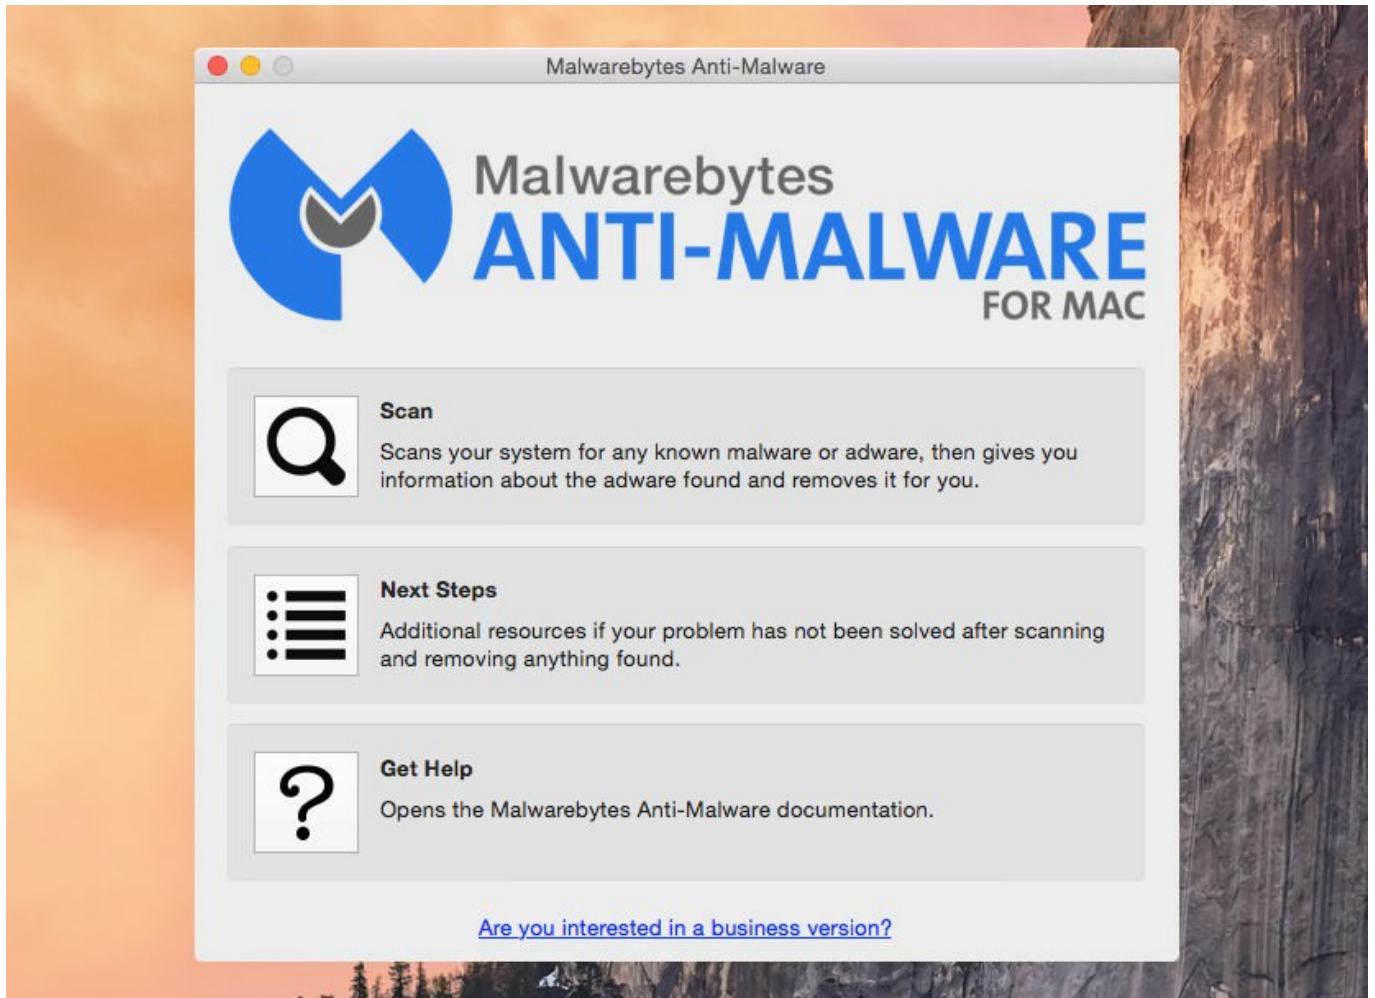 Malwarebytes Anti-Malware
Malwarebytes
ANTI-MALWARE
FOR MAC
Scan
Scans your system for any known malware or adware, then gives you
information about the adware found and removes it for you.
Next Steps
Additional resources if your problem has not been solved after scanning
and removing anything found.
Get Help
Opens the Malwarebytes Anti-Malware documentation.
Are you interested in a business version?